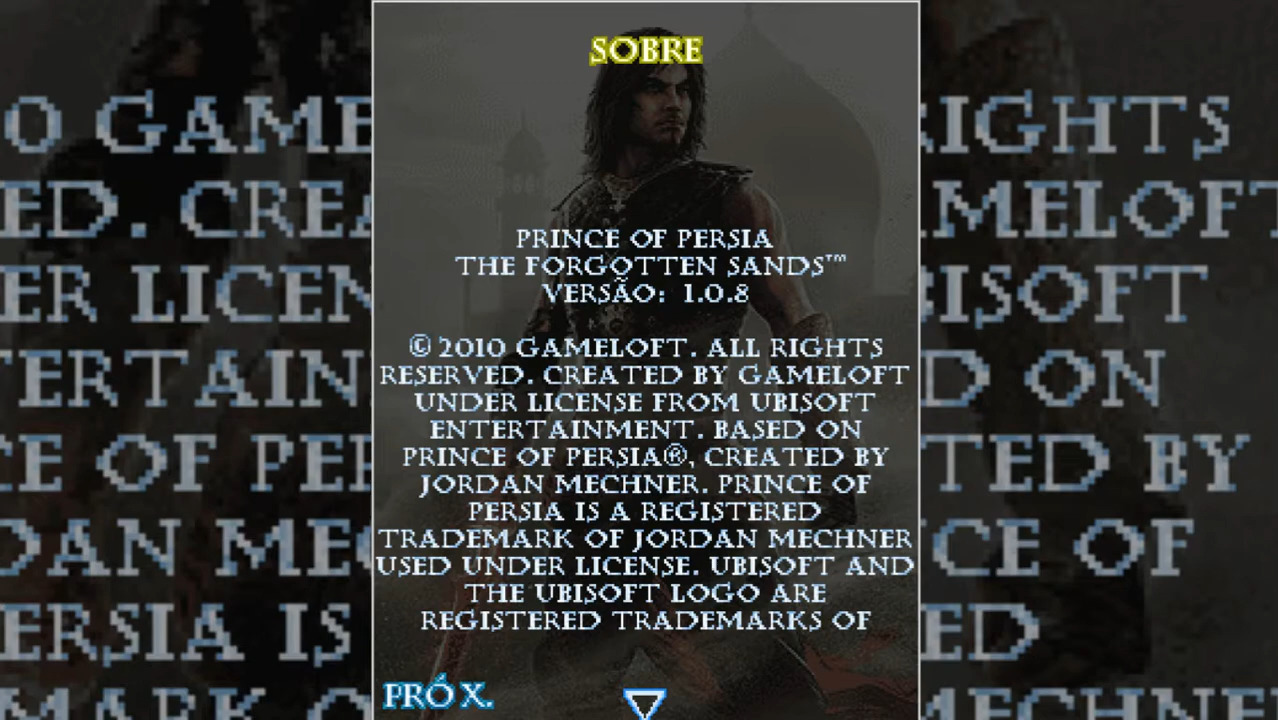 SOBRE
PRINCE OF PERSIA
THE FORGOTTEN SANDS™
VERSÃO: 1.0.8
© 2010 GAMELOFT. ALL RIGHTS
RESERVED. CREATED BY GAMELOFT
UNDER LICENSE FROM UBISOFT
ENTERTAINMENT. BASED ON
PRINCE OF PERSIA®, CREATED BY
JORDAN MECHNER. PRINCE OF
PERSIA IS A REGISTERED
TRADEMARK OF JORDAN MECHNER
USED UNDER LICENSE. UBISOFT AND
THE UBISOFT LOGO ARE
REGISTERED TRADEMARKS OF
PRÓX.